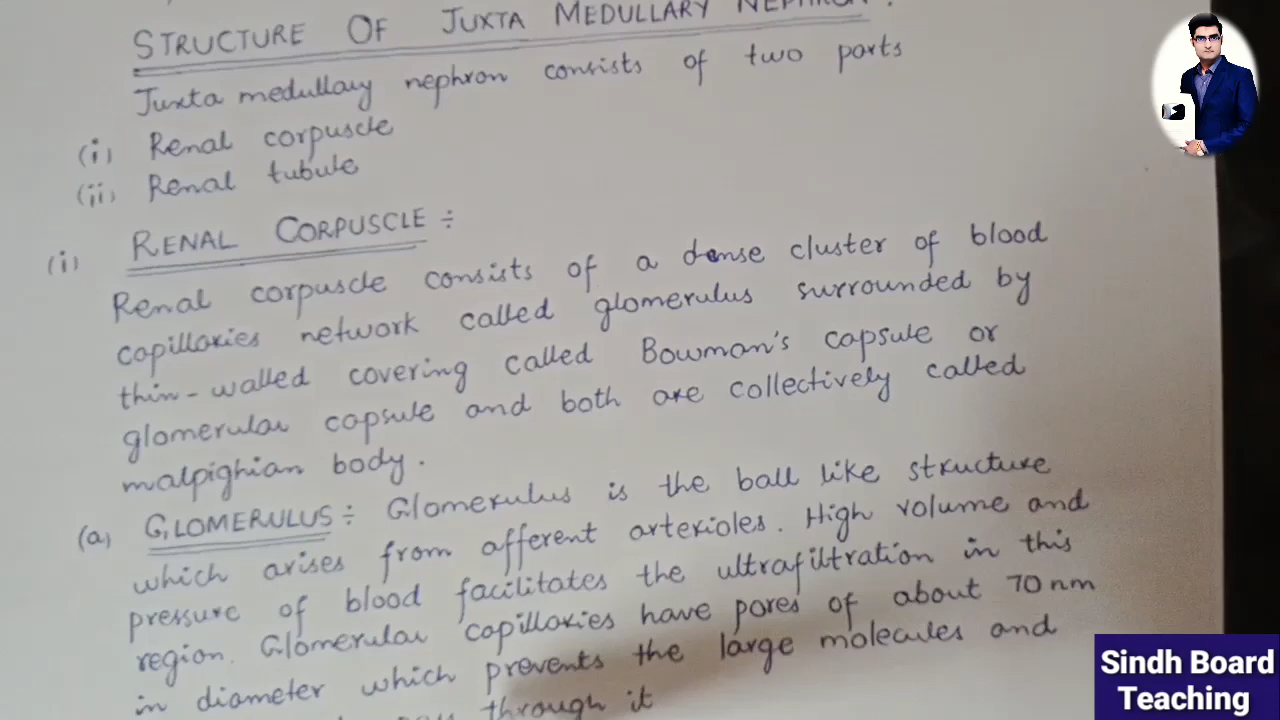 STRUCTURE OF JUXTA MEDULLARY NEPHRON:
Juxta medullary nephron consists of two parts
(i) Renal corpuscle
(ii) Renal tubule
(i) RENAL CORPUSCLE ÷
Renal corpuscle consists of a dense cluster of blood
capillaries network called glomerulus surrounded by
thin-walled covering called Bowman's capsule or
glomerular capsule and both are collectively called
malpighian body.
(a) GLOMERULUS ÷ Glomerulus is the ball like structure
which arises from afferent arterioles. High volume and
pressure of blood facilitates the ultrafiltration in this
region. Glomerular capillaries have pores of about 70 nm
in diameter which prevents the large molecules and
through it
Sindh Board
Teaching